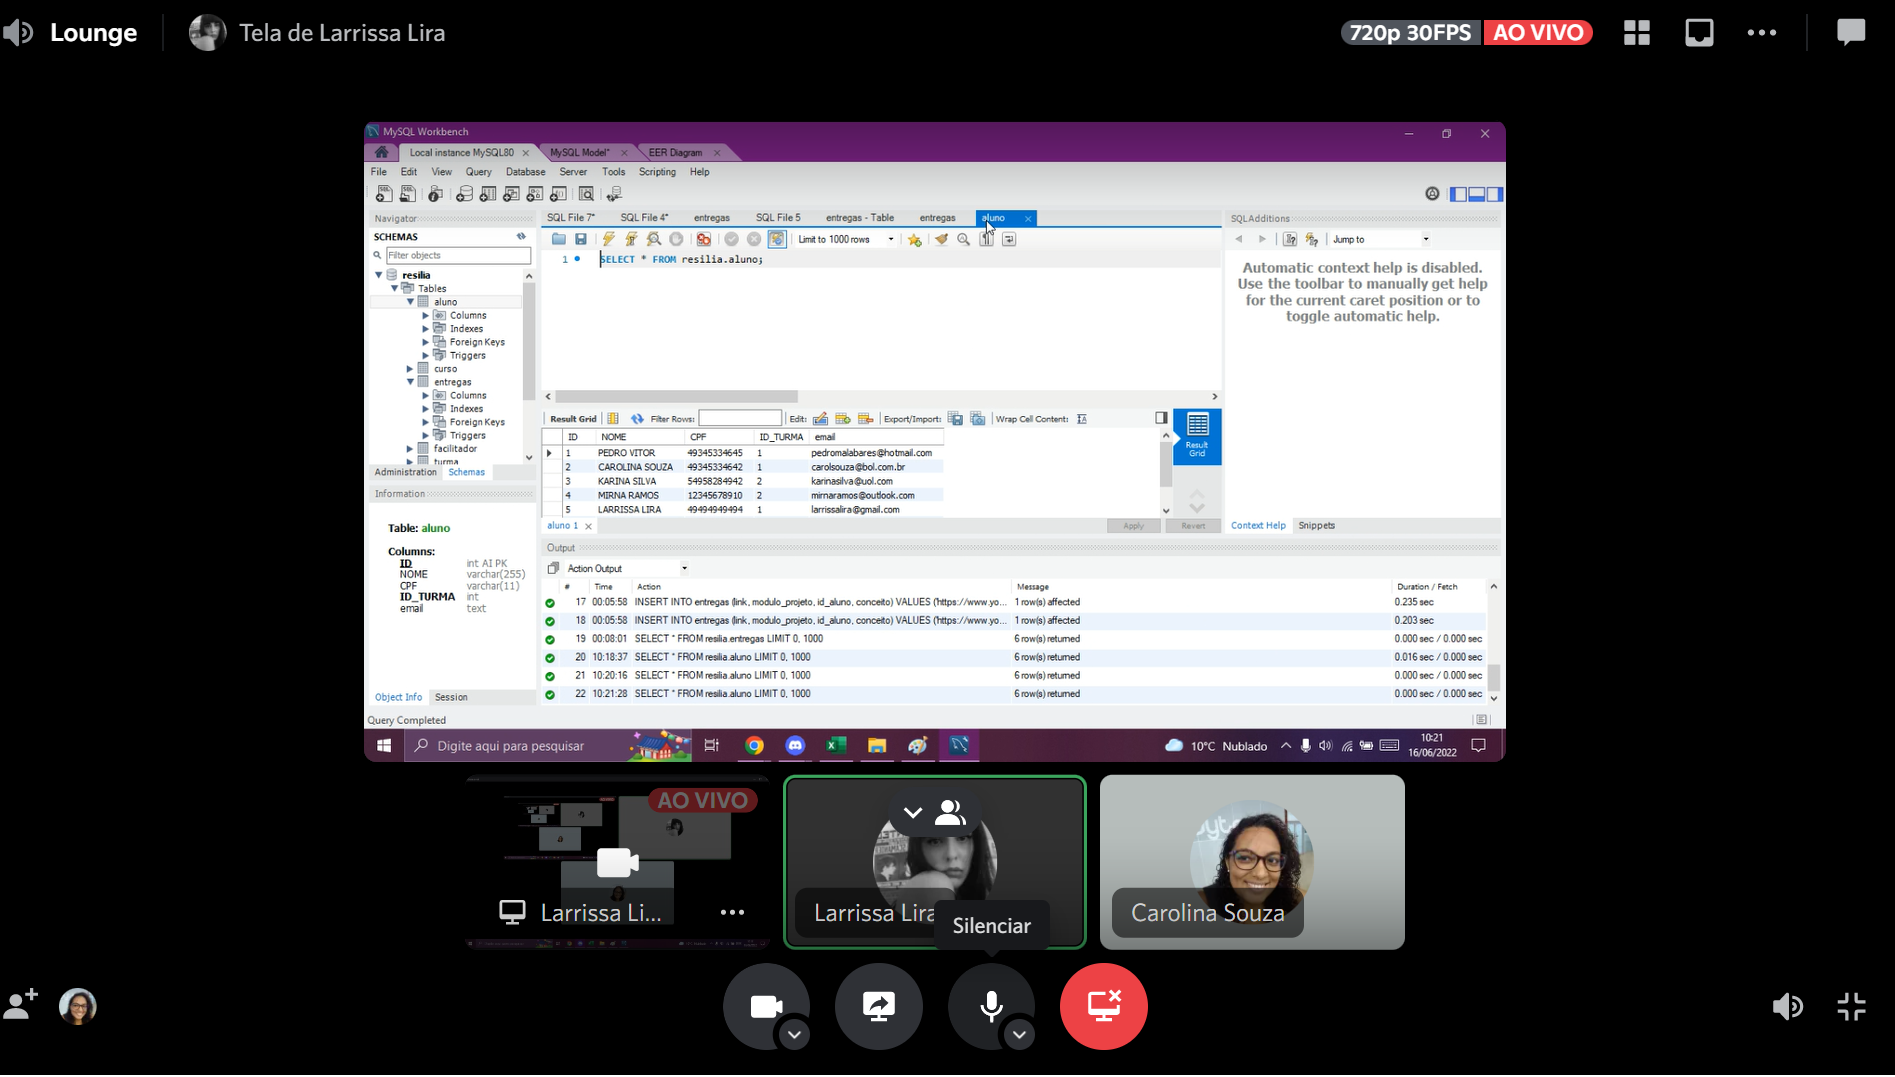 Lounge
Tela de Larrissa Lira
720p 30FPS AO VIVO
MySQL Workbench
Local instance MySQL80
MySQL Model*
EER Diagram
File Edit View Query Database Server Tools Scripting Help
Navigator
SCHEMAS
Filter objects
resilia
Tables
aluno
Columns
Indexes
Foreign Keys
Triggers
curso
entregas
Columns
Indexes
Foreign Keys
Triggers
facilitador
turma
Administration Schemas
Information
Table: aluno
Columns:
ID int AI PK
NOME varchar(255)
CPF varchar(11)
ID_TURMA int
email text
Object Info Session
Query Completed
SQL File 7* SQL File 4* entregas SQL File 5 entregas - Table entregas aluno
Limit to 1000 rows
1 SELECT * FROM resilia.aluno;
Result Grid Filter Rows: Edit: Export/Import: Wrap Cell Content:
ID NOME CPF ID_TURMA email
1 PEDRO VITOR 49345334645 1 pedromalabares@hotmail.com
2 CAROLINA SOUZA 49345334642 1 carolsouza@bol.com.br
3 KARINA SILVA 54958284942 2 karinasilva@uol.com
4 MIRNA RAMOS 12345678910 2 mirnaramos@outlook.com
5 LARRISSA LIRA 49494949494 1 larrissalira@gmail.com
Result
Grid
aluno 1
Apply Revert
SQLAdditions
Jump to
Automatic context help is disabled.
Use the toolbar to manually get help
for the current caret position or to
toggle automatic help.
Context Help Snippets
Output
Action Output
# Time Action Message Duration / Fetch
17 00:05:58 INSERT INTO entregas (link, modulo_projeto, id_aluno, conceito) VALUES ('https://www.yo... 1 row(s) affected 0.235 sec
18 00:05:58 INSERT INTO entregas (link, modulo_projeto, id_aluno, conceito) VALUES ('https://www.yo... 1 row(s) affected 0.203 sec
19 00:08:01 SELECT * FROM resilia.entregas LIMIT 0, 1000 6 row(s) returned 0.000 sec / 0.000 sec
20 10:18:37 SELECT * FROM resilia.aluno LIMIT 0, 1000 6 row(s) returned 0.016 sec / 0.000 sec
21 10:20:16 SELECT * FROM resilia.aluno LIMIT 0, 1000 6 row(s) returned 0.000 sec / 0.000 sec
22 10:21:28 SELECT * FROM resilia.aluno LIMIT 0, 1000 6 row(s) returned 0.000 sec / 0.000 sec
Digite aqui para pesquisar
10°C Nublado
10:21
16/06/2022
AO VIVO
Larrissa Li...
Larrissa Lira
Carolina Souza
Silenciar